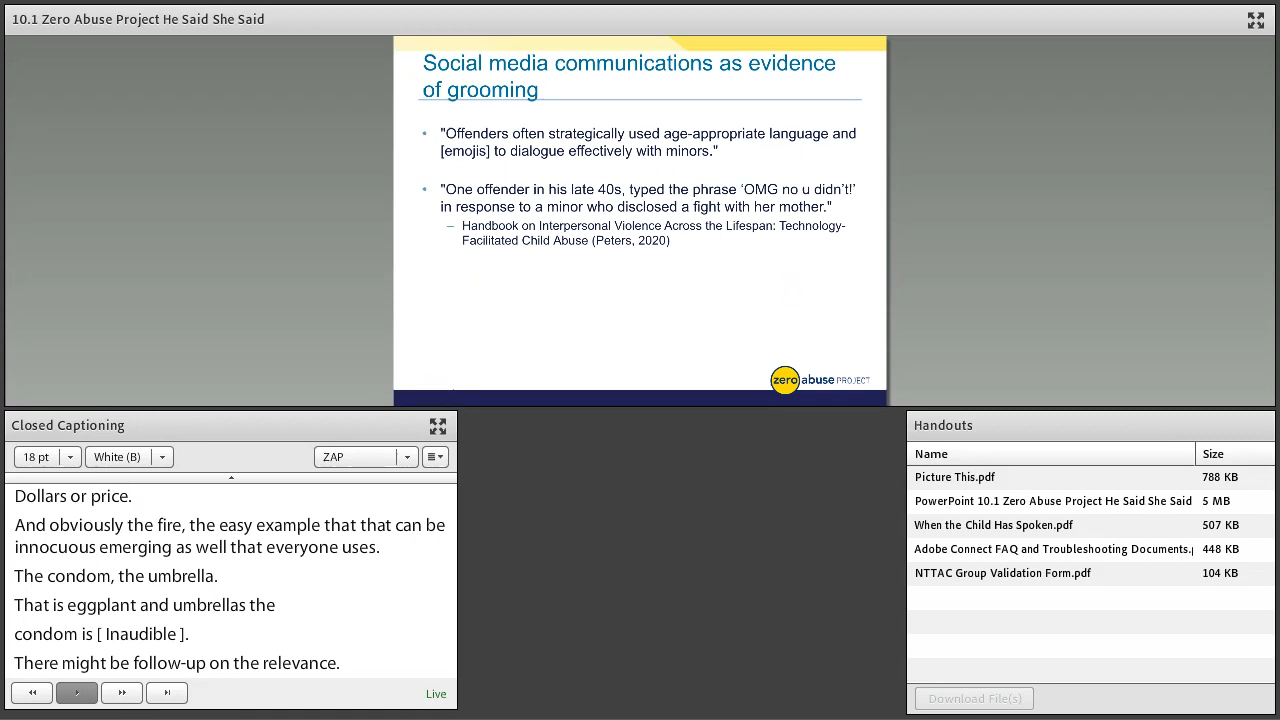 10.1 Zero Abuse Project He Said She Said
Social media communications as evidence
of grooming
• "Offenders often strategically used age-appropriate language and
[emojis] to dialogue effectively with minors."
• "One offender in his late 40s, typed the phrase ‘OMG no u didn’t!’
in response to a minor who disclosed a fight with her mother."
– Handbook on Interpersonal Violence Across the Lifespan: Technology-
Facilitated Child Abuse (Peters, 2020)
zero abuse PROJECT
Closed Captioning
18 pt
White (B)
ZAP
Dollars or price.
And obviously the fire, the easy example that that can be
innocuous emerging as well that everyone uses.
The condom, the umbrella.
That is eggplant and umbrellas the
condom is [ Inaudible ].
There might be follow-up on the relevance.
Live
Handouts
Name Size
Picture This.pdf 788 KB
PowerPoint 10.1 Zero Abuse Project He Said She Said 5 MB
When the Child Has Spoken.pdf 507 KB
Adobe Connect FAQ and Troubleshooting Documents.p 448 KB
NTTAC Group Validation Form.pdf 104 KB
Download File(s)